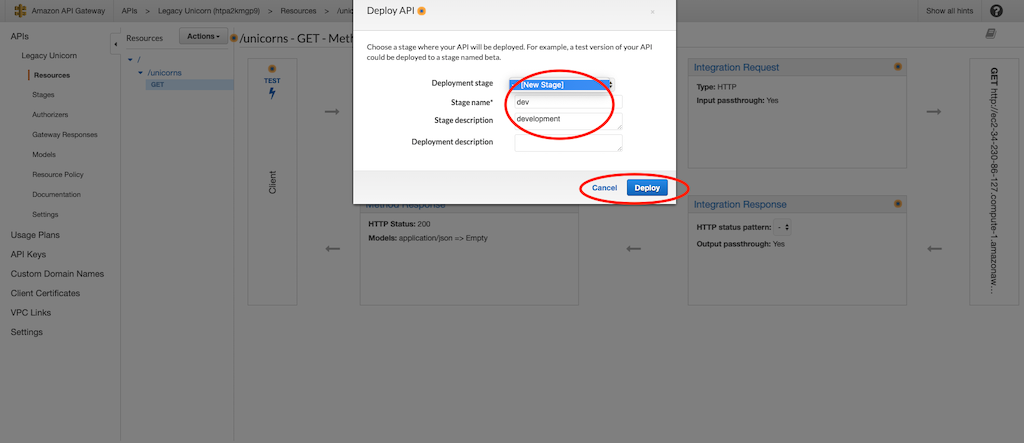 Amazon API Gateway
APIs > Legacy Unicorn (htpa2kmgp9) > Resources >
Show all hints
?
APIs
Legacy Unicorn
Resources
Stages
Authorizers
Gateway Responses
Models
Resource Policy
Documentation
Settings
Usage Plans
API Keys
Custom Domain Names
Client Certificates
VPC Links
Settings
Resources
Actions
/
/unicorns
GET
/unicorns - GET -
TEST
Client
Deploy API
Choose a stage where your API will be deployed. For example, a test version of your API
could be deployed to a stage named beta.
Deployment stage
[New Stage]
Stage name*
dev
Stage description
development
Deployment description
Cancel
Deploy
Integration Request
Type: HTTP
Input passthrough: Yes
Method Response
HTTP Status: 200
Models: application/json => Empty
Integration Response
HTTP status pattern: -
Output passthrough: Yes
GET http://ec2-34-230-86-127.compute-1.amazonaw...